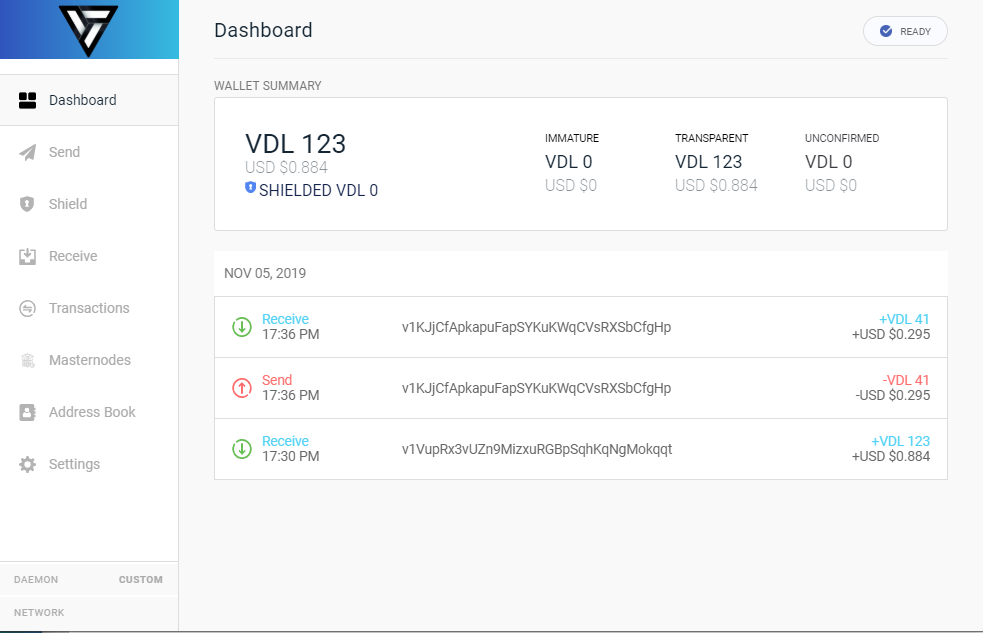 Dashboard
READY
Dashboard
Send
Shield
Receive
Transactions
Masternodes
Address Book
Settings
DAEMON CUSTOM
NETWORK
WALLET SUMMARY
VDL 123
USD $0.884
SHIELDED VDL 0
IMMATURE
VDL 0
USD $0
TRANSPARENT
VDL 123
USD $0.884
UNCONFIRMED
VDL 0
USD $0
NOV 05, 2019
Receive
17:36 PM
v1KJjCfApkapuFapSYKuKWqCVsRXSbCfgHp
+VDL 41
+USD $0.295
Send
17:36 PM
v1KJjCfApkapuFapSYKuKWqCVsRXSbCfgHp
-VDL 41
-USD $0.295
Receive
17:30 PM
v1VupRx3vUZn9MizxuRGBpSqhKqNgMokqqt
+VDL 123
+USD $0.884